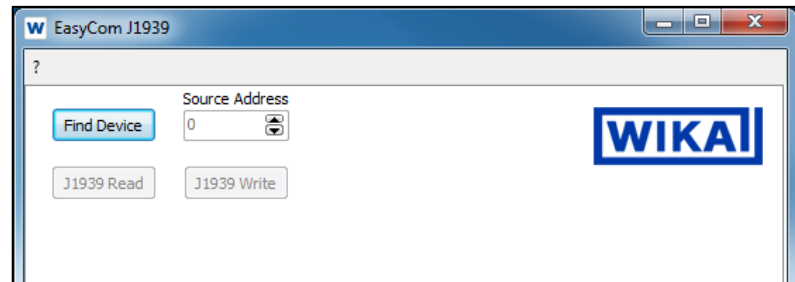 W EasyCom J1939
?
Source Address
Find Device 0
J1939 Read J1939 Write
WIKA